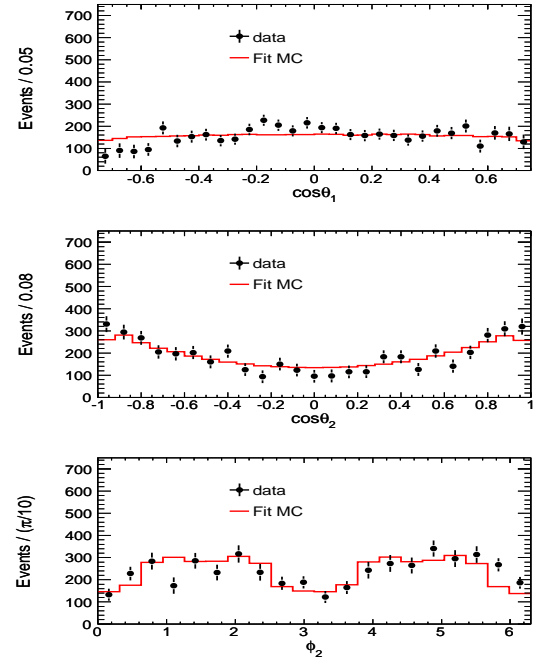 Events / 0.05
700
600
500
400
300
200
100
0
data
Fit MC
-0.6 -0.4 -0.2 0 0.2 0.4 0.6
cosθ1
Events / 0.08
700
600
500
400
300
200
100
0
data
Fit MC
-1 -0.8 -0.6 -0.4 -0.2 0 0.2 0.4 0.6 0.8 1
cosθ2
Events / (π/10)
700
600
500
400
300
200
100
0
data
Fit MC
0 1 2 3 4 5 6
ϕ2